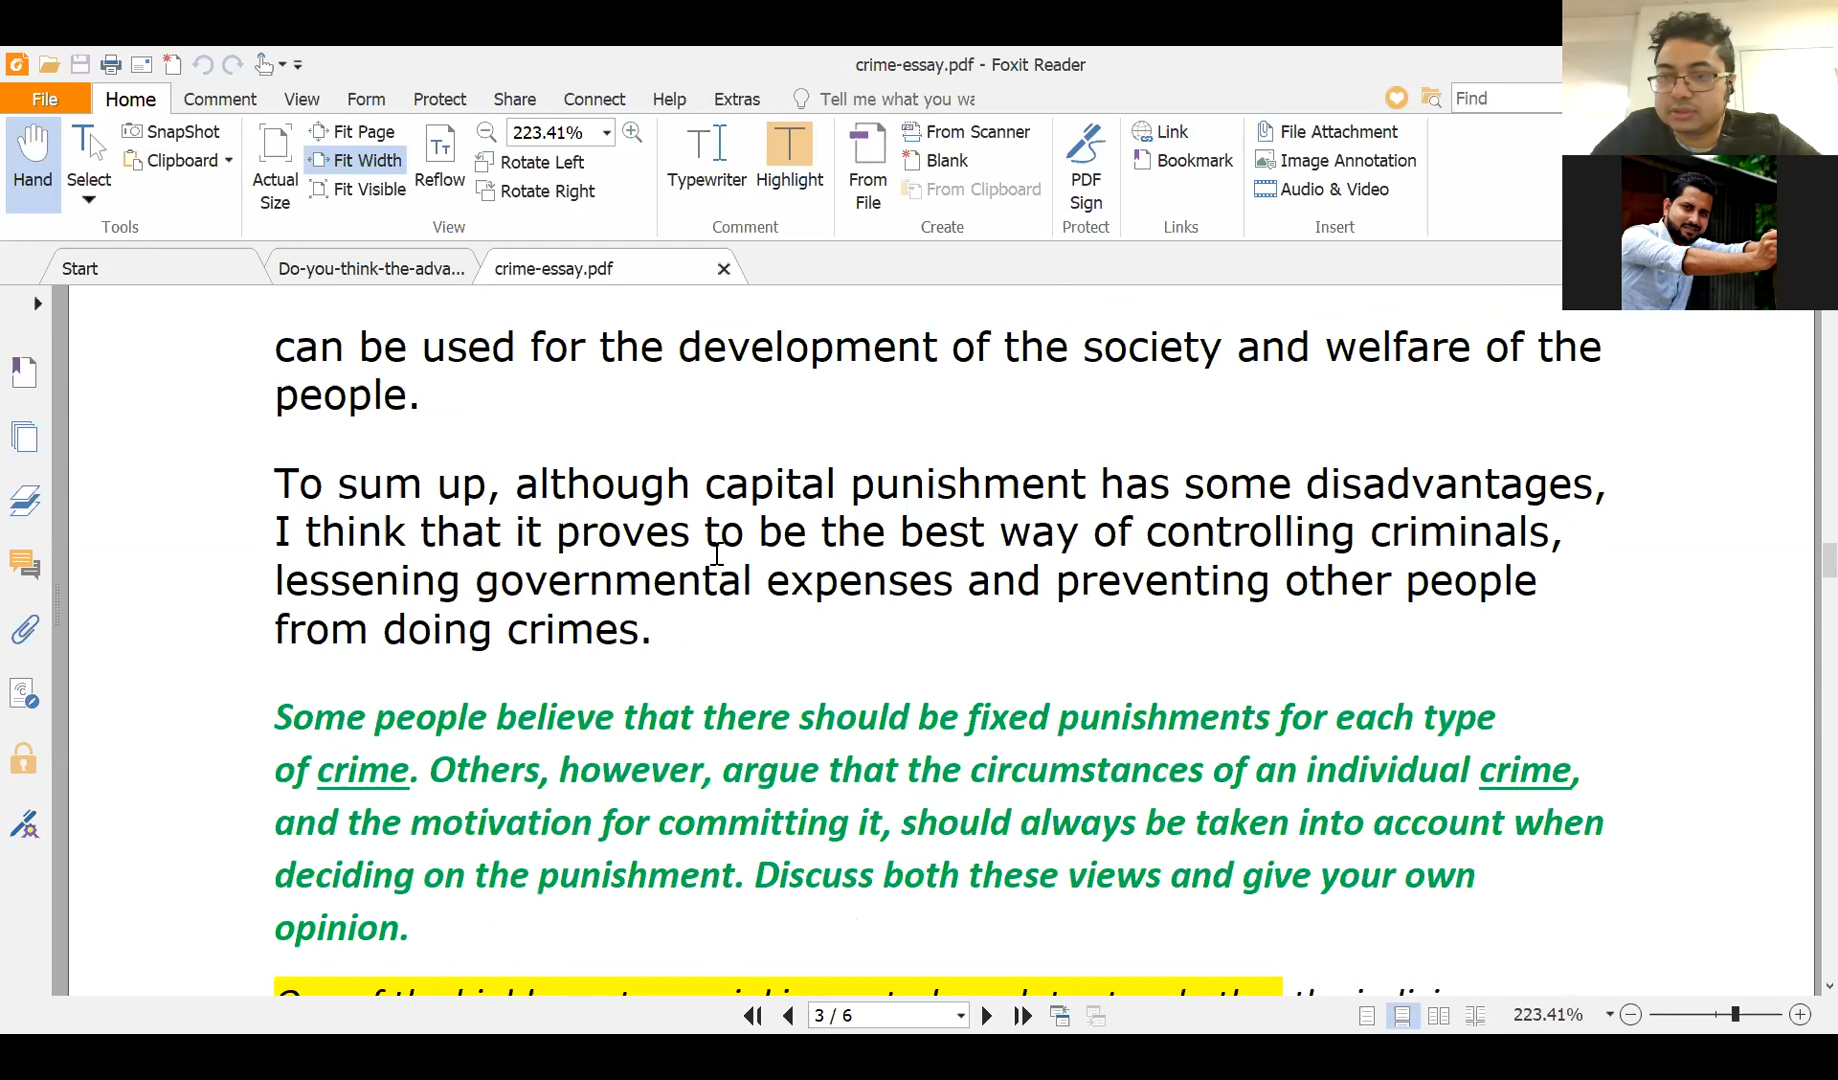 crime-essay.pdf - Foxit Reader
File Home Comment View Form Protect Share Connect Help Extras Tell me what you wa Find
Hand Select SnapShot Clipboard Tools
Actual Size Fit Page Fit Width Fit Visible Reflow 223.41% Rotate Left Rotate Right View
Typewriter Highlight Comment
From File From Scanner Blank From Clipboard Create
PDF Sign Protect
Link Bookmark Links
File Attachment Image Annotation Audio & Video Insert
Start Do-you-think-the-adva... crime-essay.pdf
can be used for the development of the society and welfare of the
people.
To sum up, although capital punishment has some disadvantages,
I think that it proves to be the best way of controlling criminals,
lessening governmental expenses and preventing other people
from doing crimes.
Some people believe that there should be fixed punishments for each type
of crime. Others, however, argue that the circumstances of an individual crime,
and the motivation for committing it, should always be taken into account when
deciding on the punishment. Discuss both these views and give your own
opinion.
3 / 6 223.41%